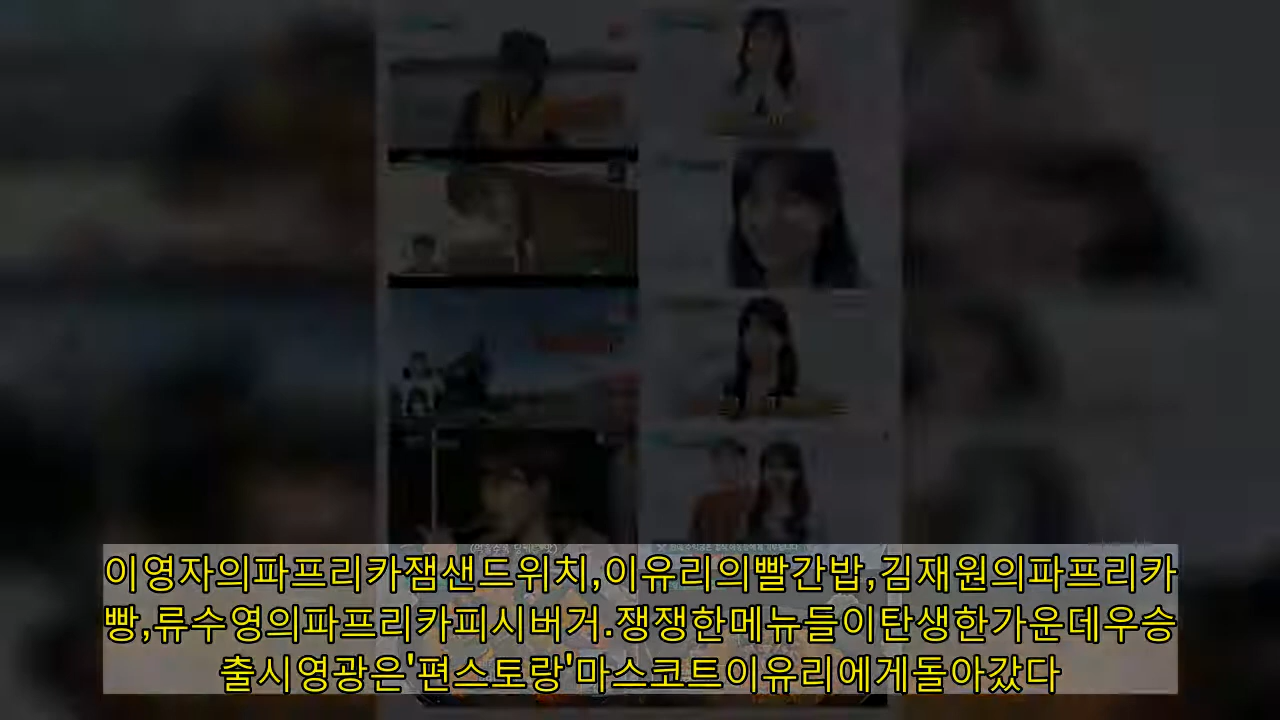 이영자의파프리카잼샌드위치,이유리의빨간밥,김재원의파프리카
빵,류수영의파프리카피시버거.쟁쟁한메뉴들이탄생한가운데우승
출시영광은'편스토랑'마스코트이유리에게돌아갔다